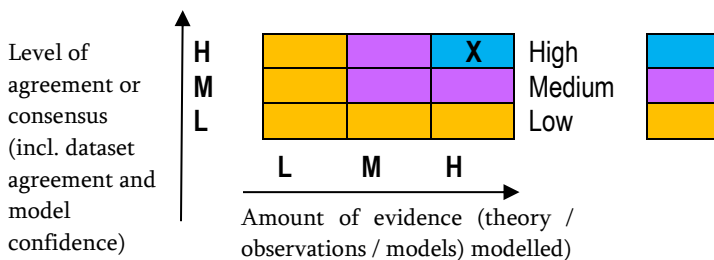 Level of
agreement or
consensus
(incl. dataset
agreement and
model
confidence)
H
M
L
X
High
Medium
Low
L M H
Amount of evidence (theory /
observations / models) modelled)